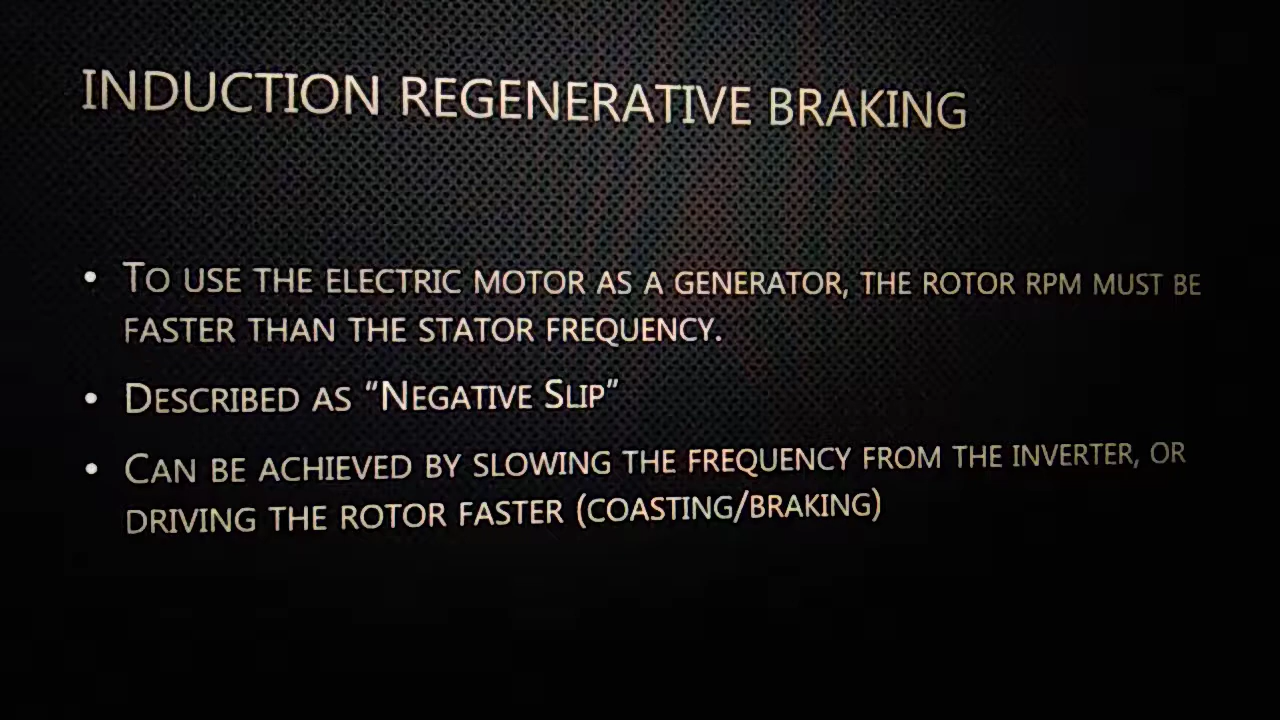 INDUCTION REGENERATIVE BRAKING
• TO USE THE ELECTRIC MOTOR AS A GENERATOR, THE ROTOR RPM MUST BE
FASTER THAN THE STATOR FREQUENCY.
• DESCRIBED AS “NEGATIVE SLIP”
• CAN BE ACHIEVED BY SLOWING THE FREQUENCY FROM THE INVERTER, OR
DRIVING THE ROTOR FASTER (COASTING/BRAKING)